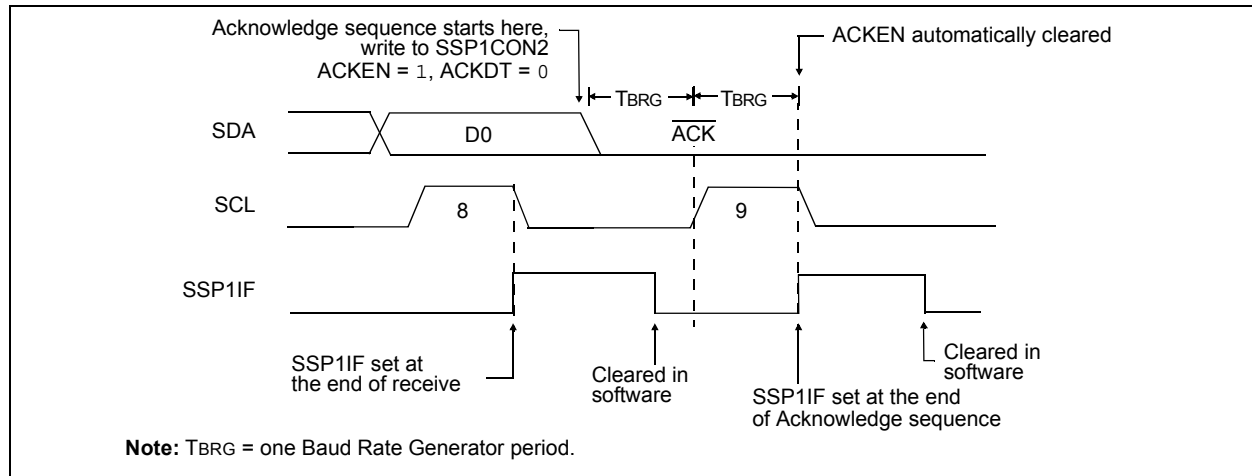 Acknowledge sequence starts here,
write to SSP1CON2
ACKEN = 1, ACKDT = 0
ACKEN automatically cleared
TBRG
TBRG
SDA
D0
ACK
SCL
8
9
SSP1IF
SSP1IF set at
the end of receive
Cleared in
software
SSP1IF set at the end
of Acknowledge sequence
Cleared in
software
Note: TBRG = one Baud Rate Generator period.